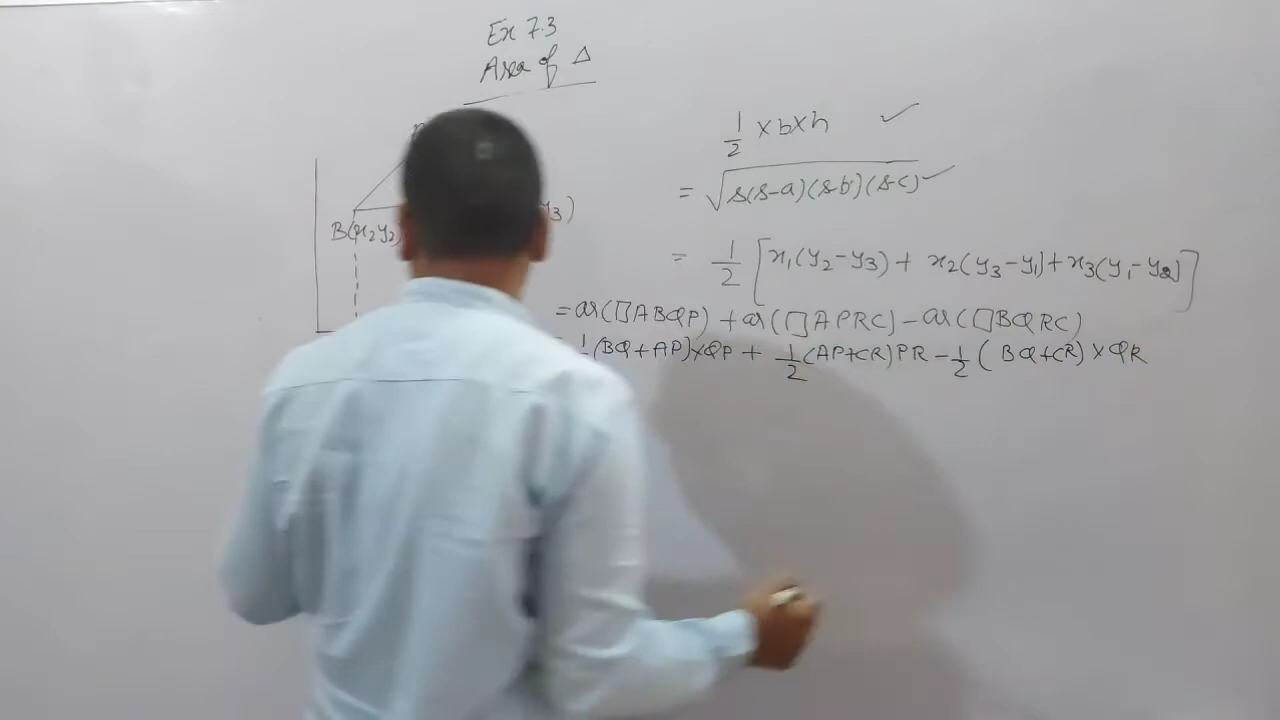 Ex 7.3
Area of Δ
1/2 × b×h ✓
= √s(s-a)(s-b)(s-c) ✓
B(x2y2)
y3)
= 1/2 [x1(y2-y3) + x2(y3-y1)+x3(y1-y2)]
=ar(▯ABQP) +ar(▯APRC) -ar(▯BQRC)
1/2(BQ+AP)×QP + 1/2(AP+CR)PR - 1/2(BQ+CR)×QR